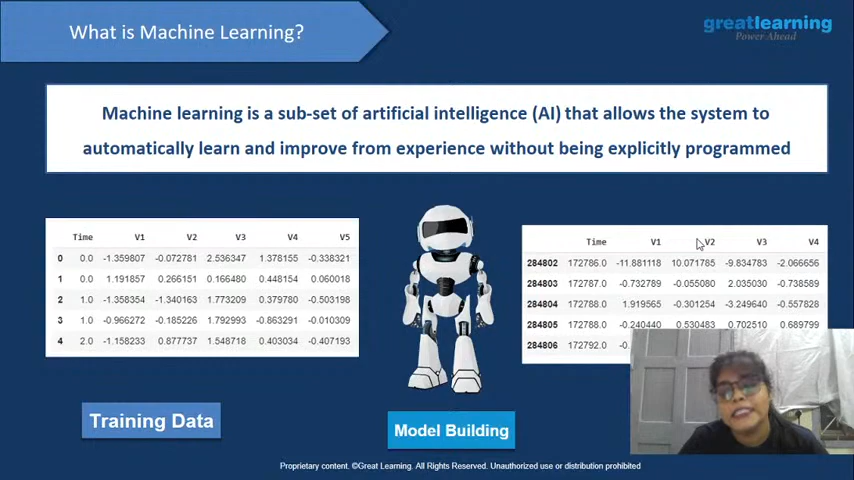 What is Machine Learning?
greatlearning
Power Ahead
Machine learning is a sub-set of artificial intelligence (AI) that allows the system to
automatically learn and improve from experience without being explicitly programmed
Time V1 V2 V3 V4 V5
0 0.0 -1.359807 -0.072781 2.536347 1.378155 -0.338321
1 0.0 1.191857 0.266151 0.166480 0.448154 0.060018
2 1.0 -1.358354 -1.340163 1.773209 0.379780 -0.503198
3 1.0 -0.966272 -0.185226 1.792993 -0.863291 -0.010309
4 2.0 -1.158233 0.877737 1.548718 0.403034 -0.407193
Time V1 V2 V3 V4
284802 172786.0 -11.881118 10.071785 -9.834783 -2.066656
284803 172787.0 -0.732789 -0.055080 2.035030 -0.738589
284804 172788.0 1.919565 -0.301254 -3.249640 -0.557828
284805 172788.0 -0.240440 0.530483 0.702510 0.689799
284806 172792.0
Training Data
Model Building
Proprietary content. ©Great Learning. All Rights Reserved. Unauthorized use or distribution prohibited